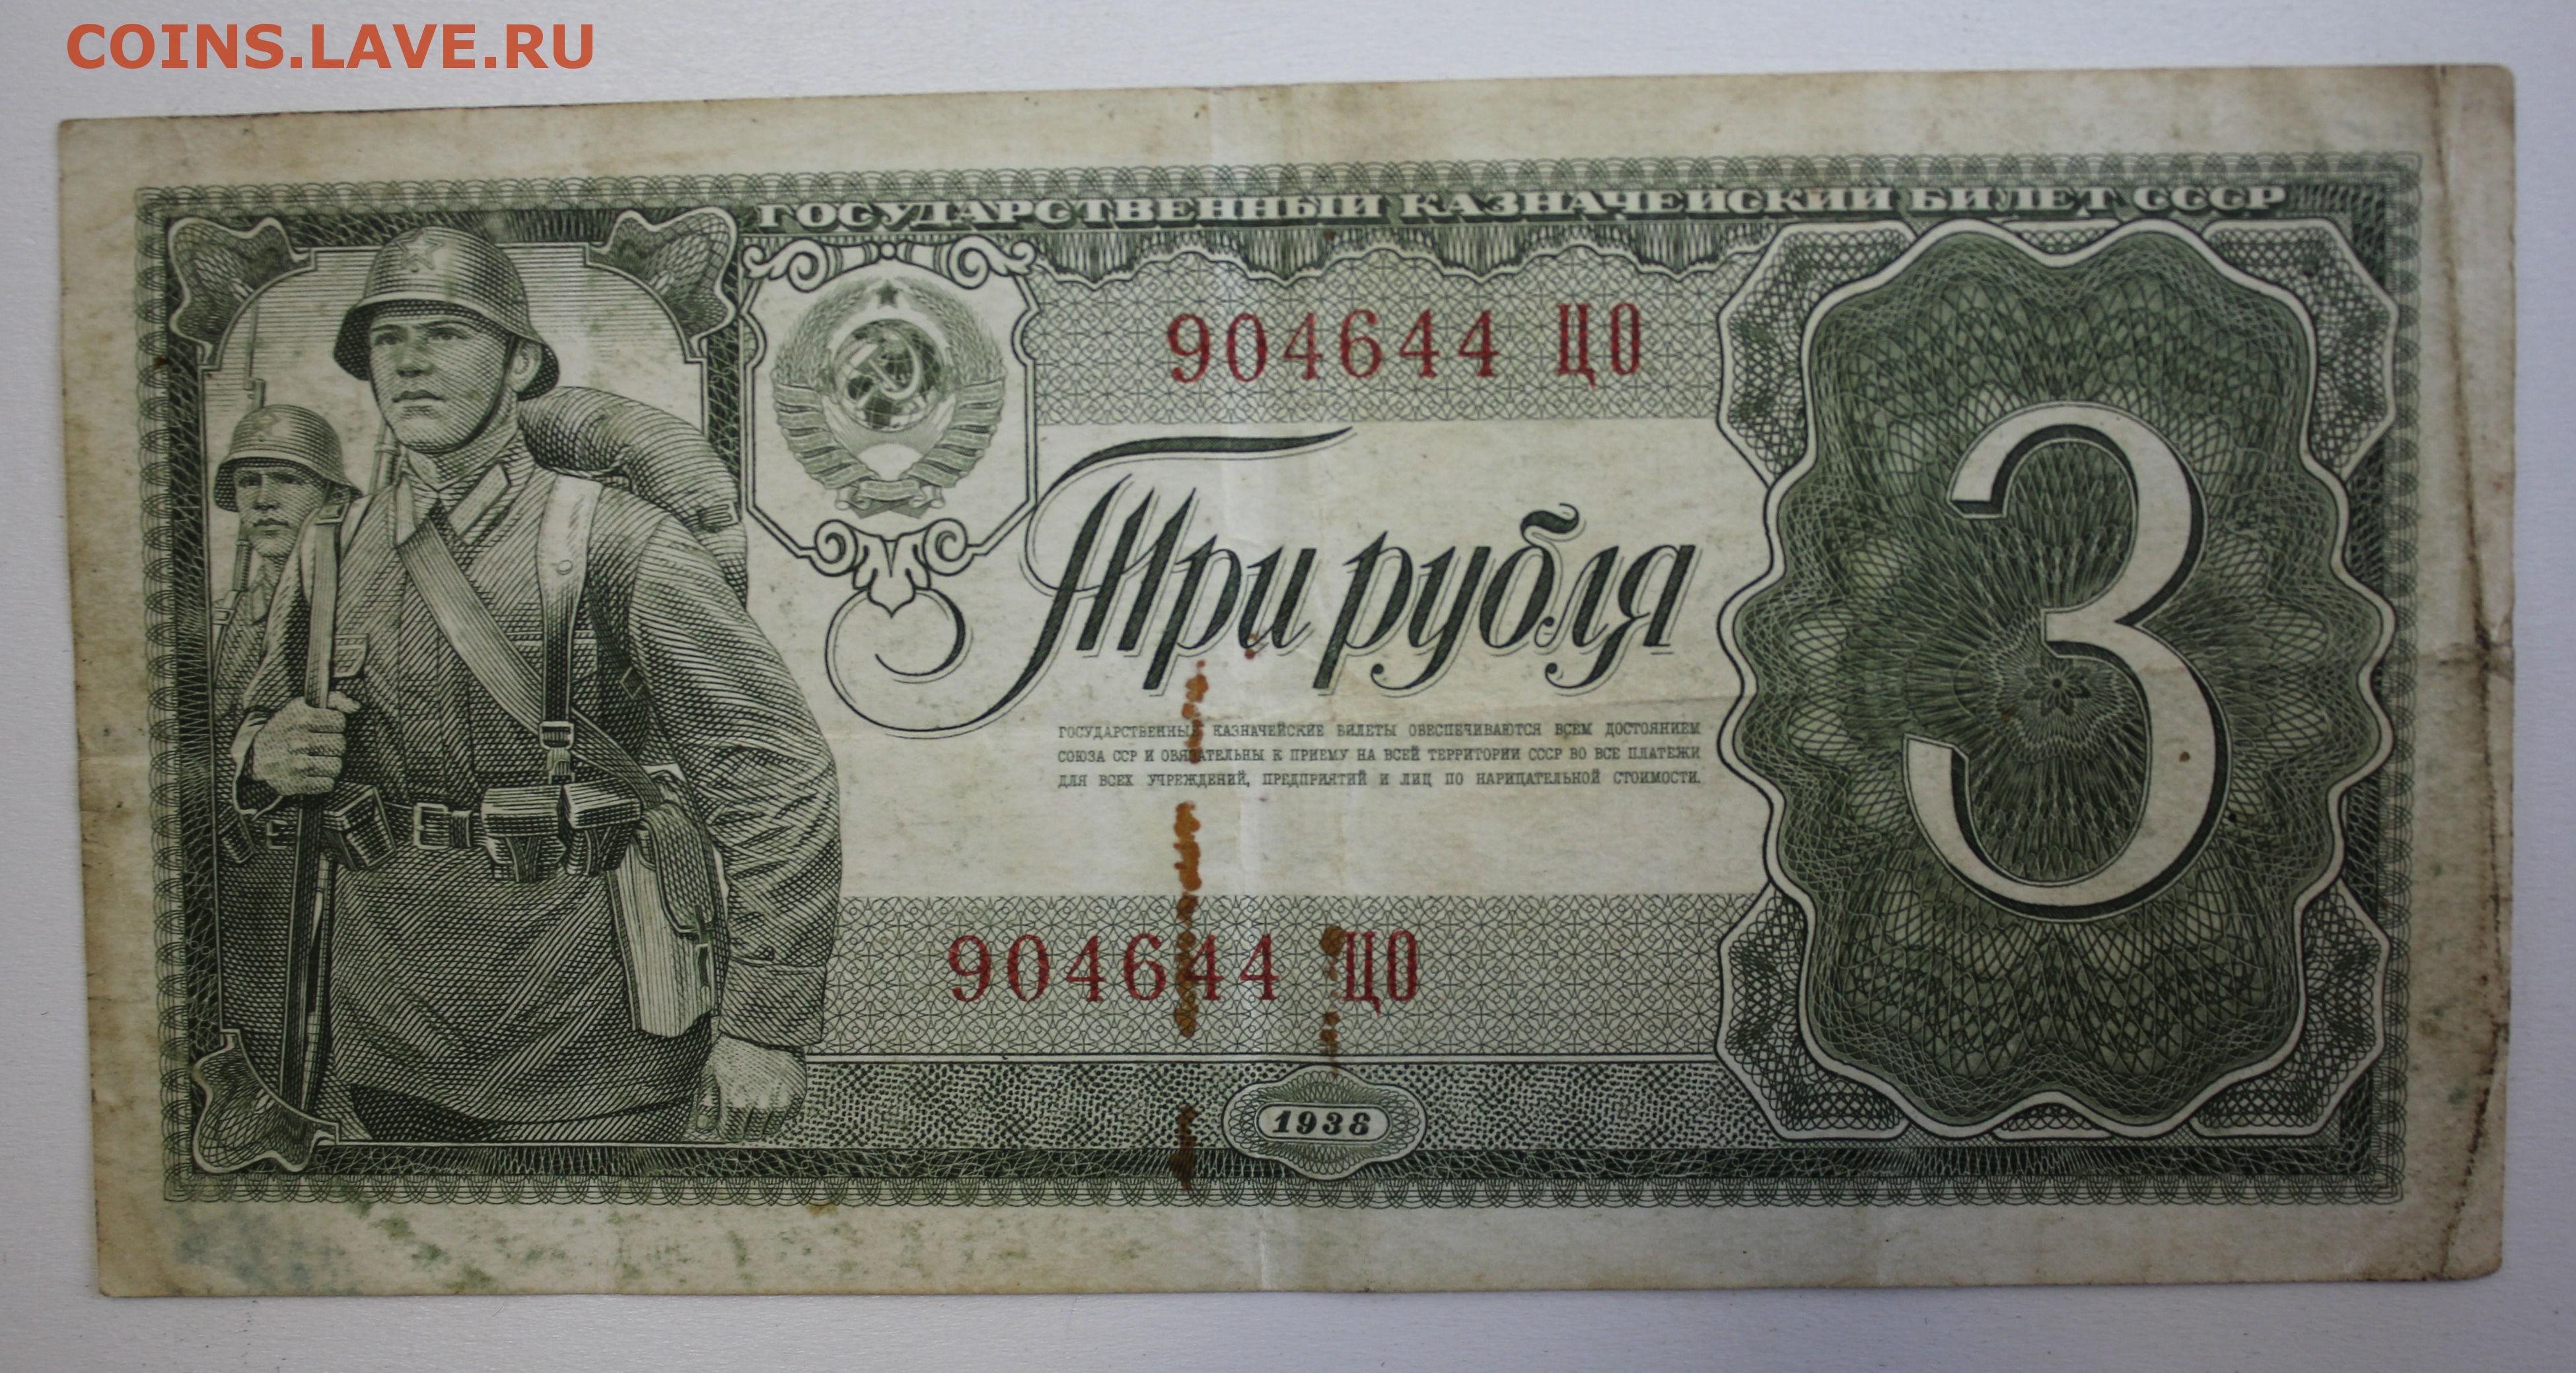 COINS.LAVE.RU
ГОСУДАРСТВЕННЫЙ КАЗНАЧЕЙСКИЙ БИЛЕТ СССР
904644 ЦО
Три рубля
3
ГОСУДАРСТВЕННЫЕ КАЗНАЧЕЙСКИЕ БИЛЕТЫ ОБЕСПЕЧИВАЮТСЯ ВСЕМ ДОСТОЯНИЕМ
СОЮЗА ССР И ОБЯЗАТЕЛЬНЫ К ПРИЕМУ НА ВСЕЙ ТЕРРИТОРИИ СССР ВО ВСЕ ПЛАТЕЖИ
ДЛЯ ВСЕХ УЧРЕЖДЕНИЙ, ПРЕДПРИЯТИЙ И ЛИЦ ПО НАРИЦАТЕЛЬНОЙ СТОИМОСТИ.
904644 ЦО
1938